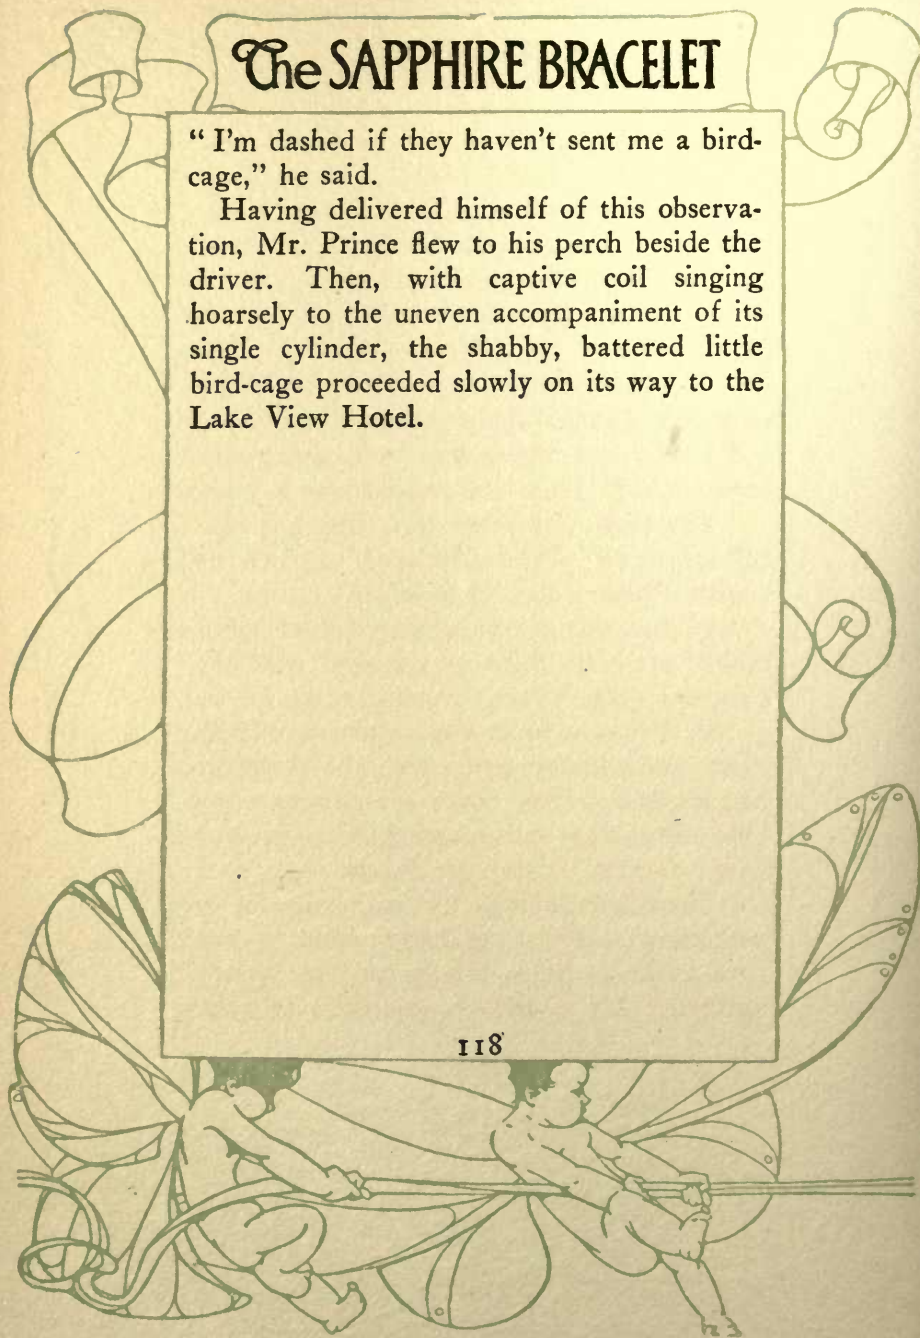 The SAPPHIRE BRACELET
“ I'm dashed if they haven't sent me a bird-
cage,” he said.
Having delivered himself of this observa-
tion, Mr. Prince flew to his perch beside the
driver. Then, with captive coil singing
hoarsely to the uneven accompaniment of its
single cylinder, the shabby, battered little
bird-cage proceeded slowly on its way to the
Lake View Hotel.
118